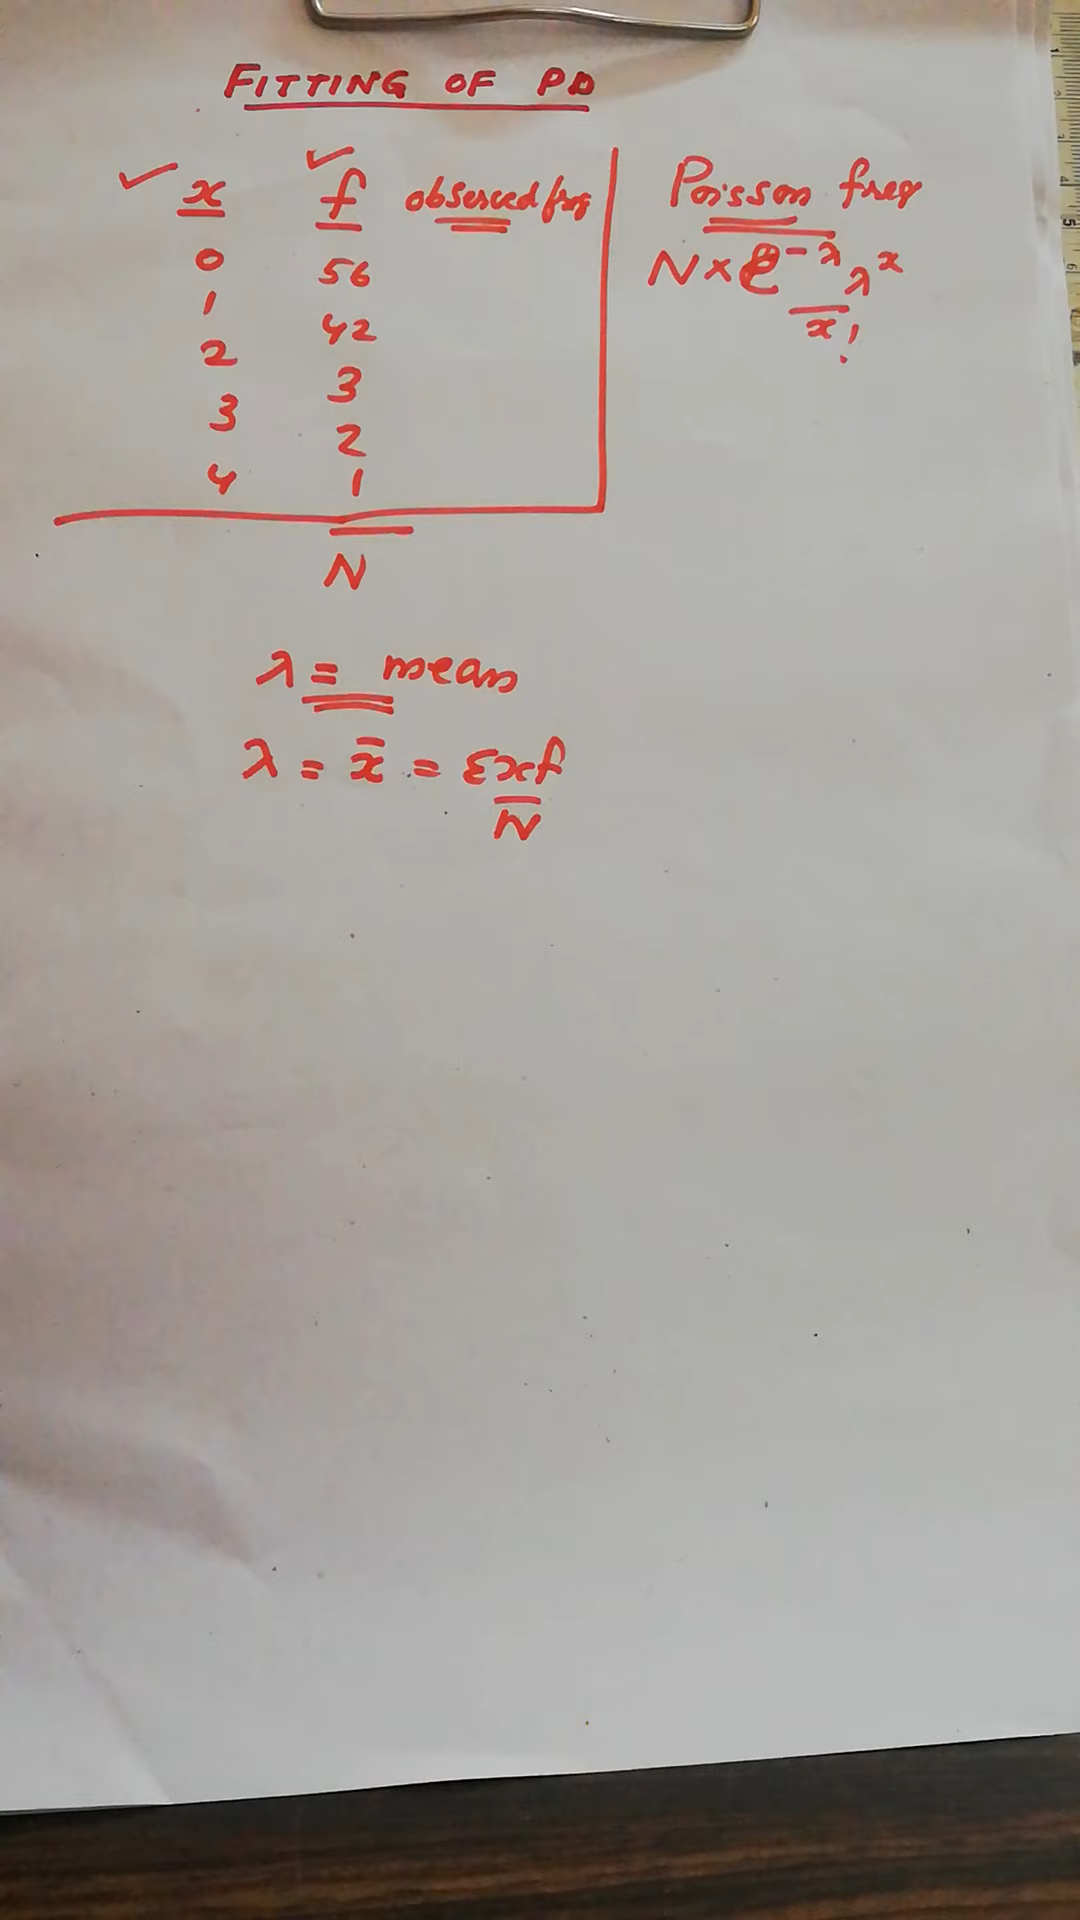 FITTING OF PD
x f observed freq
0 56
1 42
2 3
3 2
4 1
N
Poisson freq
N × e^-λ λ^x
x!
λ = mean
λ = x̄ = Σxf
N